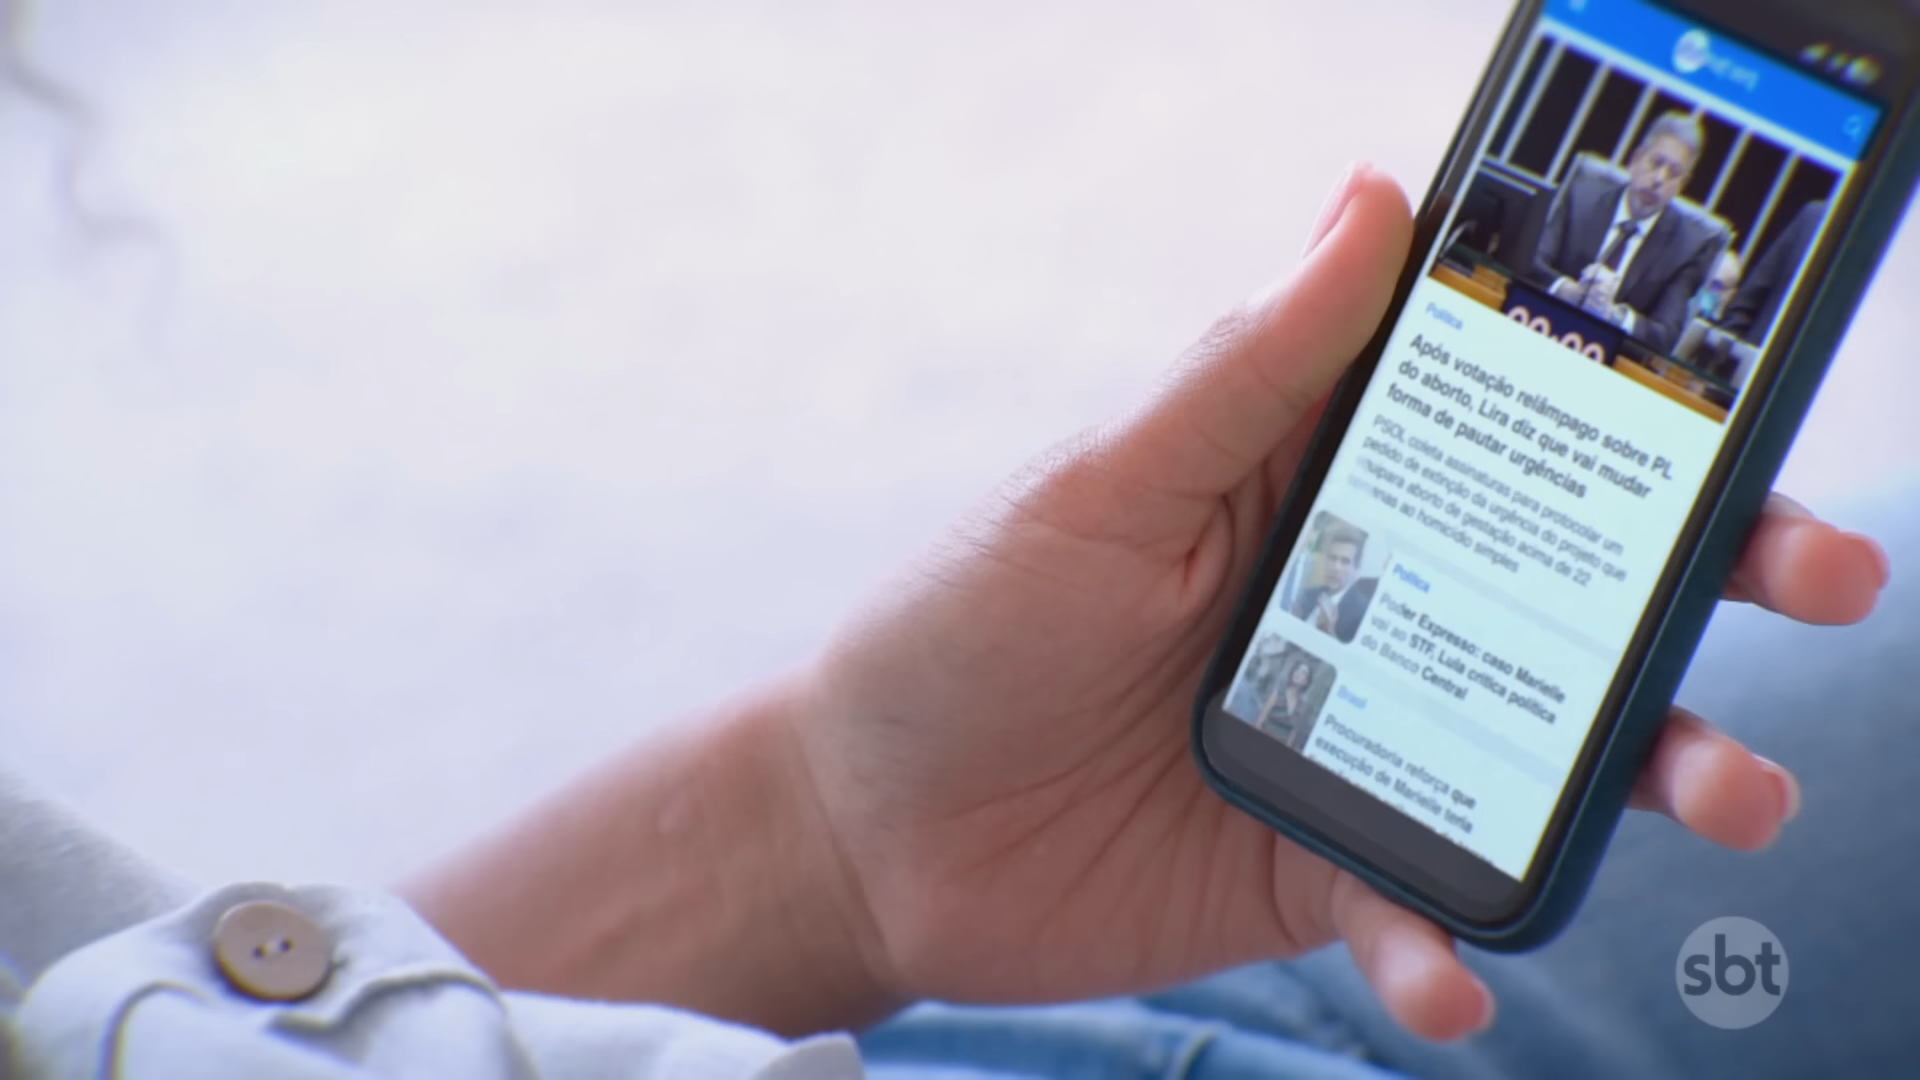 news
Política
Após votação relâmpago sobre PL
do aborto, Lira diz que vai mudar
forma de pautar urgências
PSOL coleta assinaturas para protocolar um
pedido de extinção da urgência do projeto que
aborto de gestação acima de 22
ao homicídio simples
Política
Poder Expresso: caso Marielle
vai ao STF, Lula critica política
do Banco Central
Brasil
Procuradoria reforça que
execução de Marielle teria
00:00
sbt